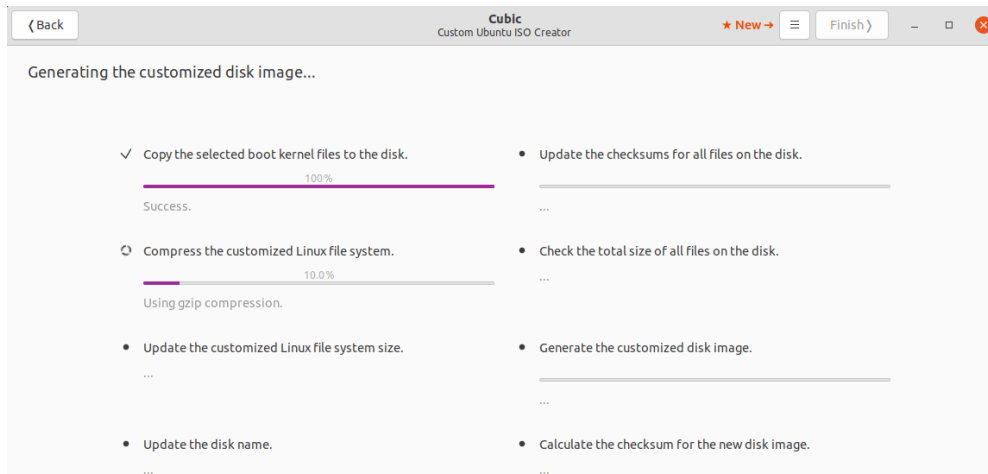 Back
Cubic
Custom Ubuntu ISO Creator
★ New →
Finish
Generating the customized disk image...
Copy the selected boot kernel files to the disk.
100%
Success.
Compress the customized Linux file system.
10.0%
Using gzip compression.
Update the customized Linux file system size.
...
Update the disk name.
...
Update the checksums for all files on the disk.
...
Check the total size of all files on the disk.
...
Generate the customized disk image.
...
Calculate the checksum for the new disk image.
...